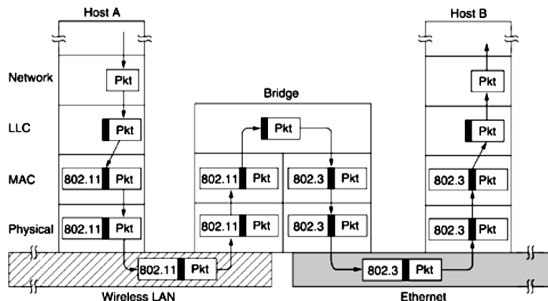 Host A
Host B
Network
Pkt
Pkt
Bridge
LLC
Pkt
Pkt
Pkt
MAC
802.11 Pkt
802.11 Pkt
802.3 Pkt
802.3 Pkt
Physical
802.11 Pkt
802.11 Pkt
802.3 Pkt
802.3 Pkt
802.11 Pkt
802.3 Pkt
Wireless LAN
Ethernet